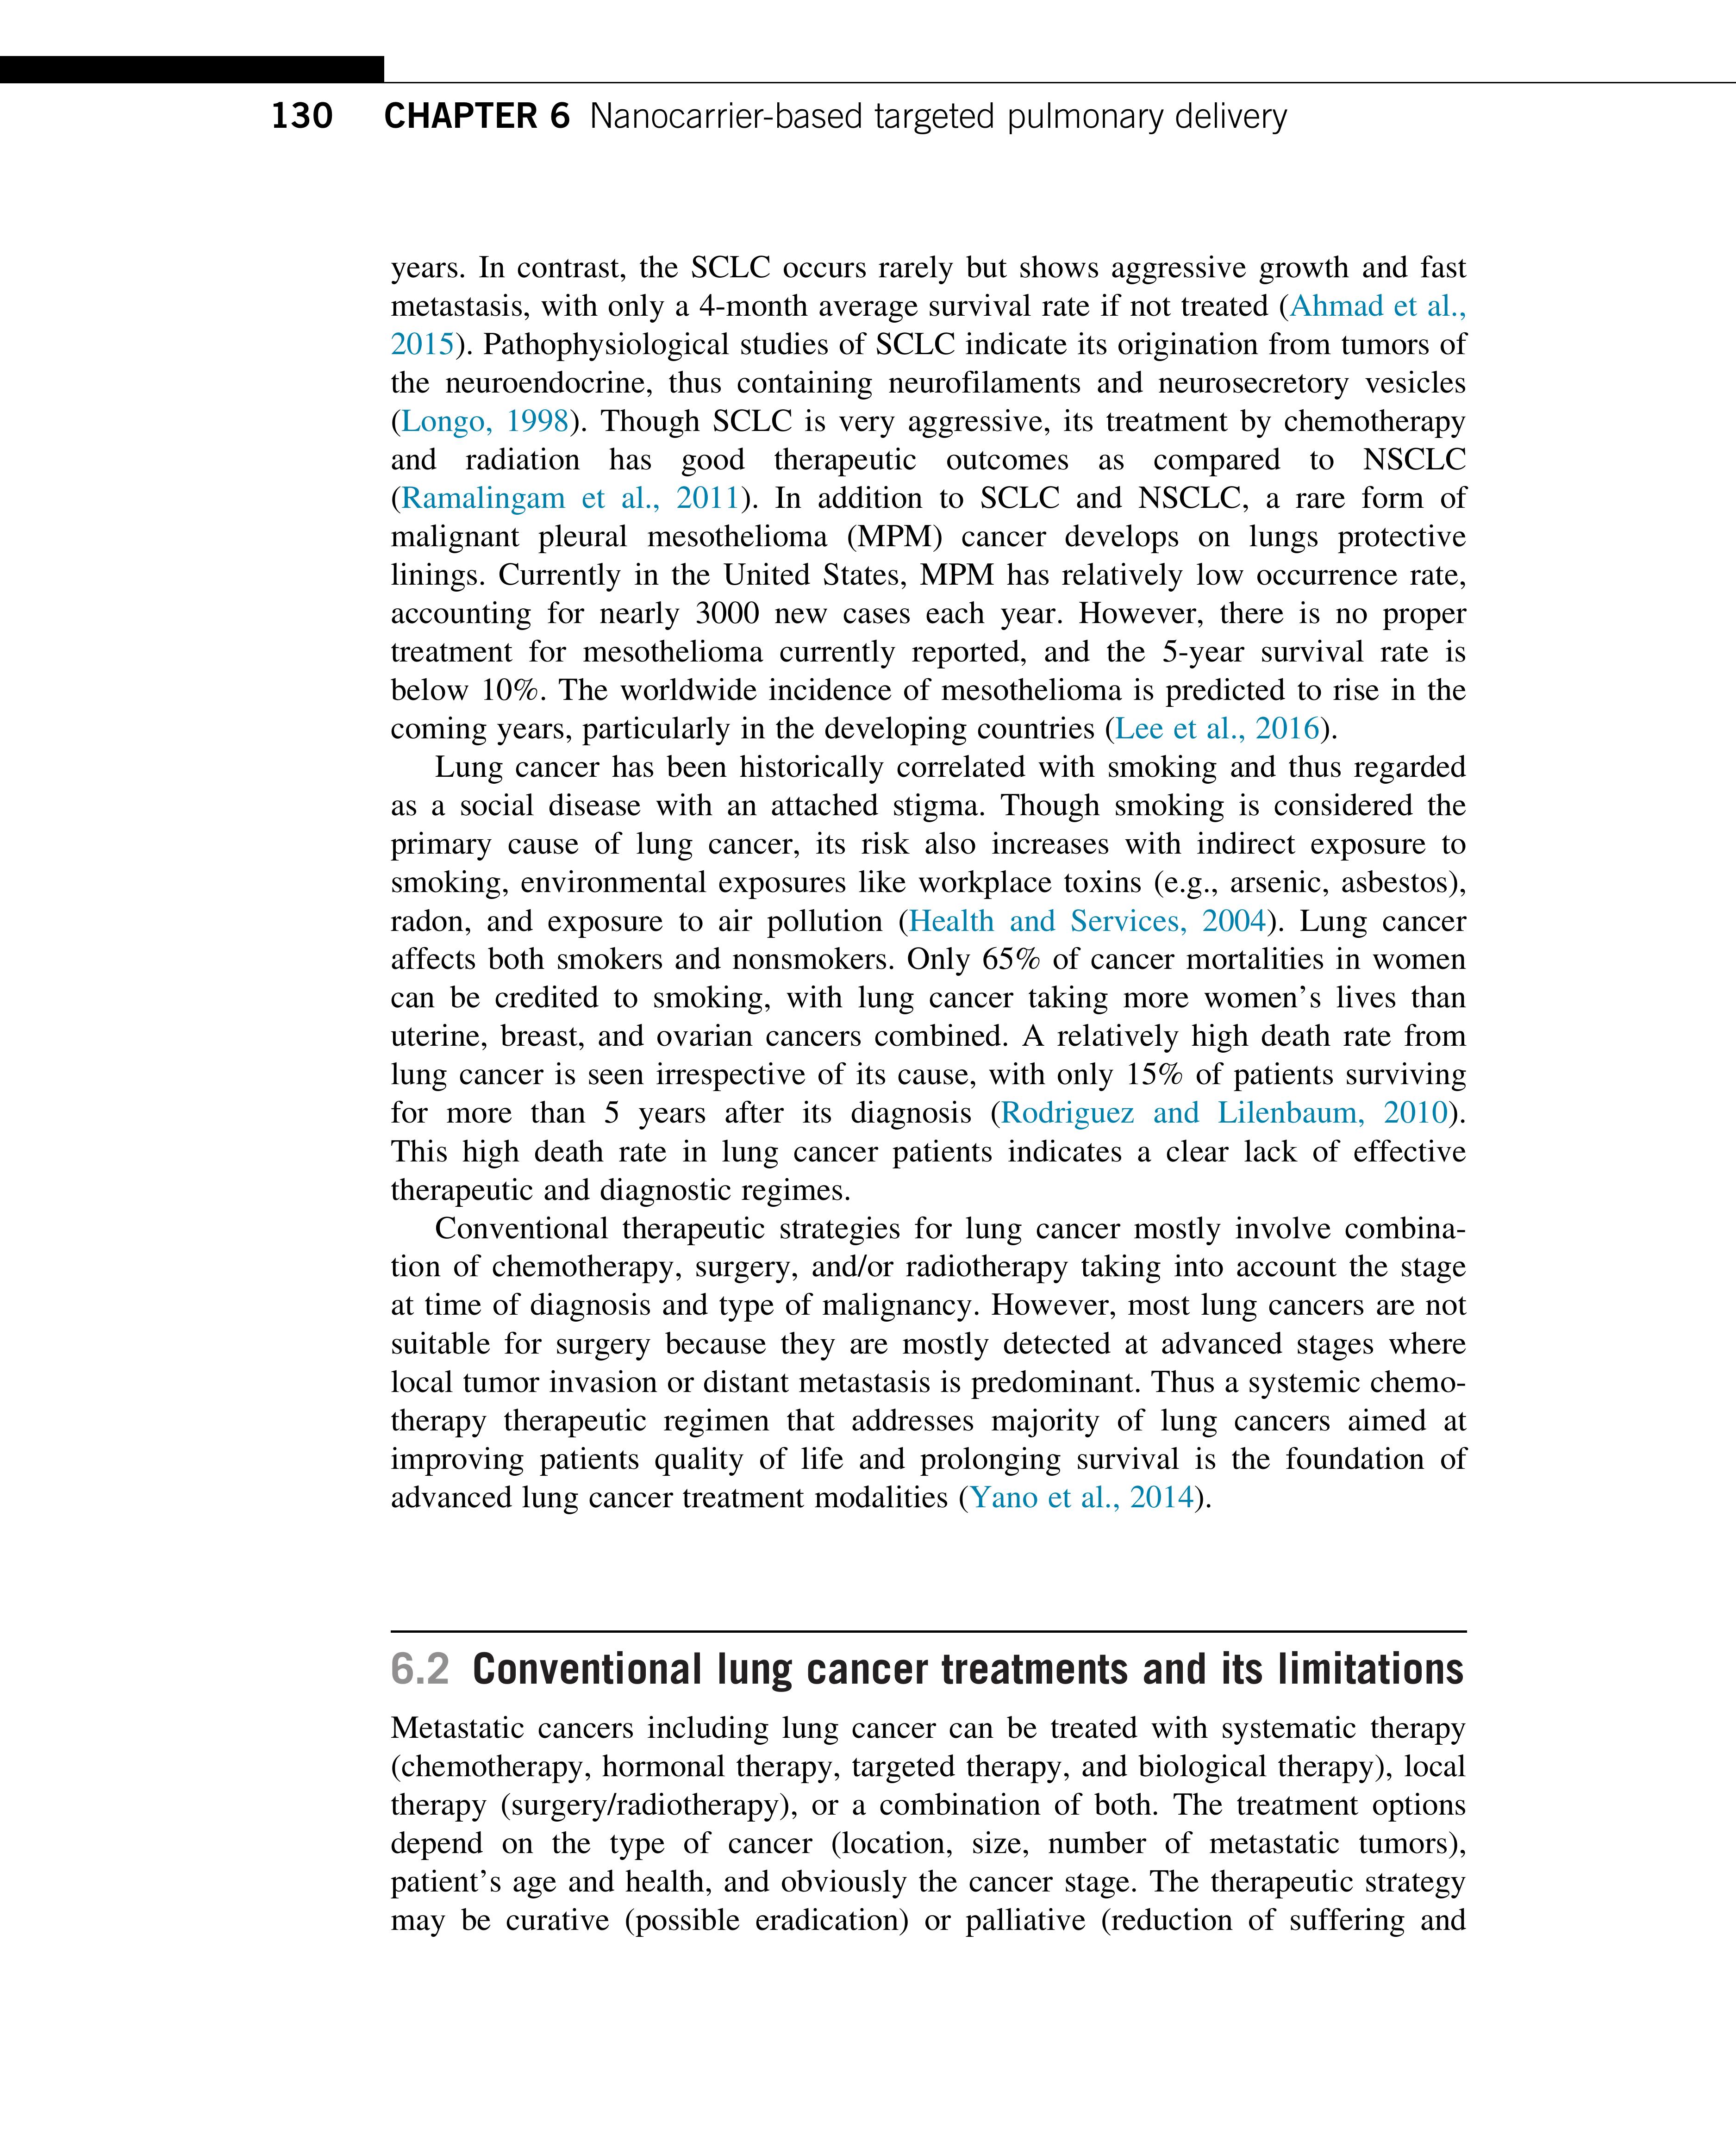 130 CHAPTER 6 Nanocarrier-based targeted pulmonary delivery
years. In contrast, the SCLC occurs rarely but shows aggressive growth and fast
metastasis, with only a 4-month average survival rate if not treated (Ahmad et al.,
2015). Pathophysiological studies of SCLC indicate its origination from tumors of
the neuroendocrine, thus containing neurofilaments and neurosecretory vesicles
(Longo, 1998). Though SCLC is very aggressive, its treatment by chemotherapy
and radiation has good therapeutic outcomes as compared to NSCLC
(Ramalingam et al., 2011). In addition to SCLC and NSCLC, a rare form of
malignant pleural mesothelioma (MPM) cancer develops on lungs protective
linings. Currently in the United States, MPM has relatively low occurrence rate,
accounting for nearly 3000 new cases each year. However, there is no proper
treatment for mesothelioma currently reported, and the 5-year survival rate is
below 10%. The worldwide incidence of mesothelioma is predicted to rise in the
coming years, particularly in the developing countries (Lee et al., 2016).
Lung cancer has been historically correlated with smoking and thus regarded
as a social disease with an attached stigma. Though smoking is considered the
primary cause of lung cancer, its risk also increases with indirect exposure to
smoking, environmental exposures like workplace toxins (e.g., arsenic, asbestos),
radon, and exposure to air pollution (Health and Services, 2004). Lung cancer
affects both smokers and nonsmokers. Only 65% of cancer mortalities in women
can be credited to smoking, with lung cancer taking more women's lives than
uterine, breast, and ovarian cancers combined. A relatively high death rate from
lung cancer is seen irrespective of its cause, with only 15% of patients surviving
for more than 5 years after its diagnosis (Rodriguez and Lilenbaum, 2010).
This high death rate in lung cancer patients indicates a clear lack of effective
therapeutic and diagnostic regimes.
Conventional therapeutic strategies for lung cancer mostly involve combina-
tion of chemotherapy, surgery, and/or radiotherapy taking into account the stage
at time of diagnosis and type of malignancy. However, most lung cancers are not
suitable for surgery because they are mostly detected at advanced stages where
local tumor invasion or distant metastasis is predominant. Thus a systemic chemo-
therapy therapeutic regimen that addresses majority of lung cancers aimed at
improving patients quality of life and prolonging survival is the foundation of
advanced lung cancer treatment modalities (Yano et al., 2014).
6.2 Conventional lung cancer treatments and its limitations
Metastatic cancers including lung cancer can be treated with systematic therapy
(chemotherapy, hormonal therapy, targeted therapy, and biological therapy), local
therapy (surgery/radiotherapy), or a combination of both. The treatment options
depend on the type of cancer (location, size, number of metastatic tumors),
patient's age and health, and obviously the cancer stage. The therapeutic strategy
may be curative (possible eradication) or palliative (reduction of suffering and